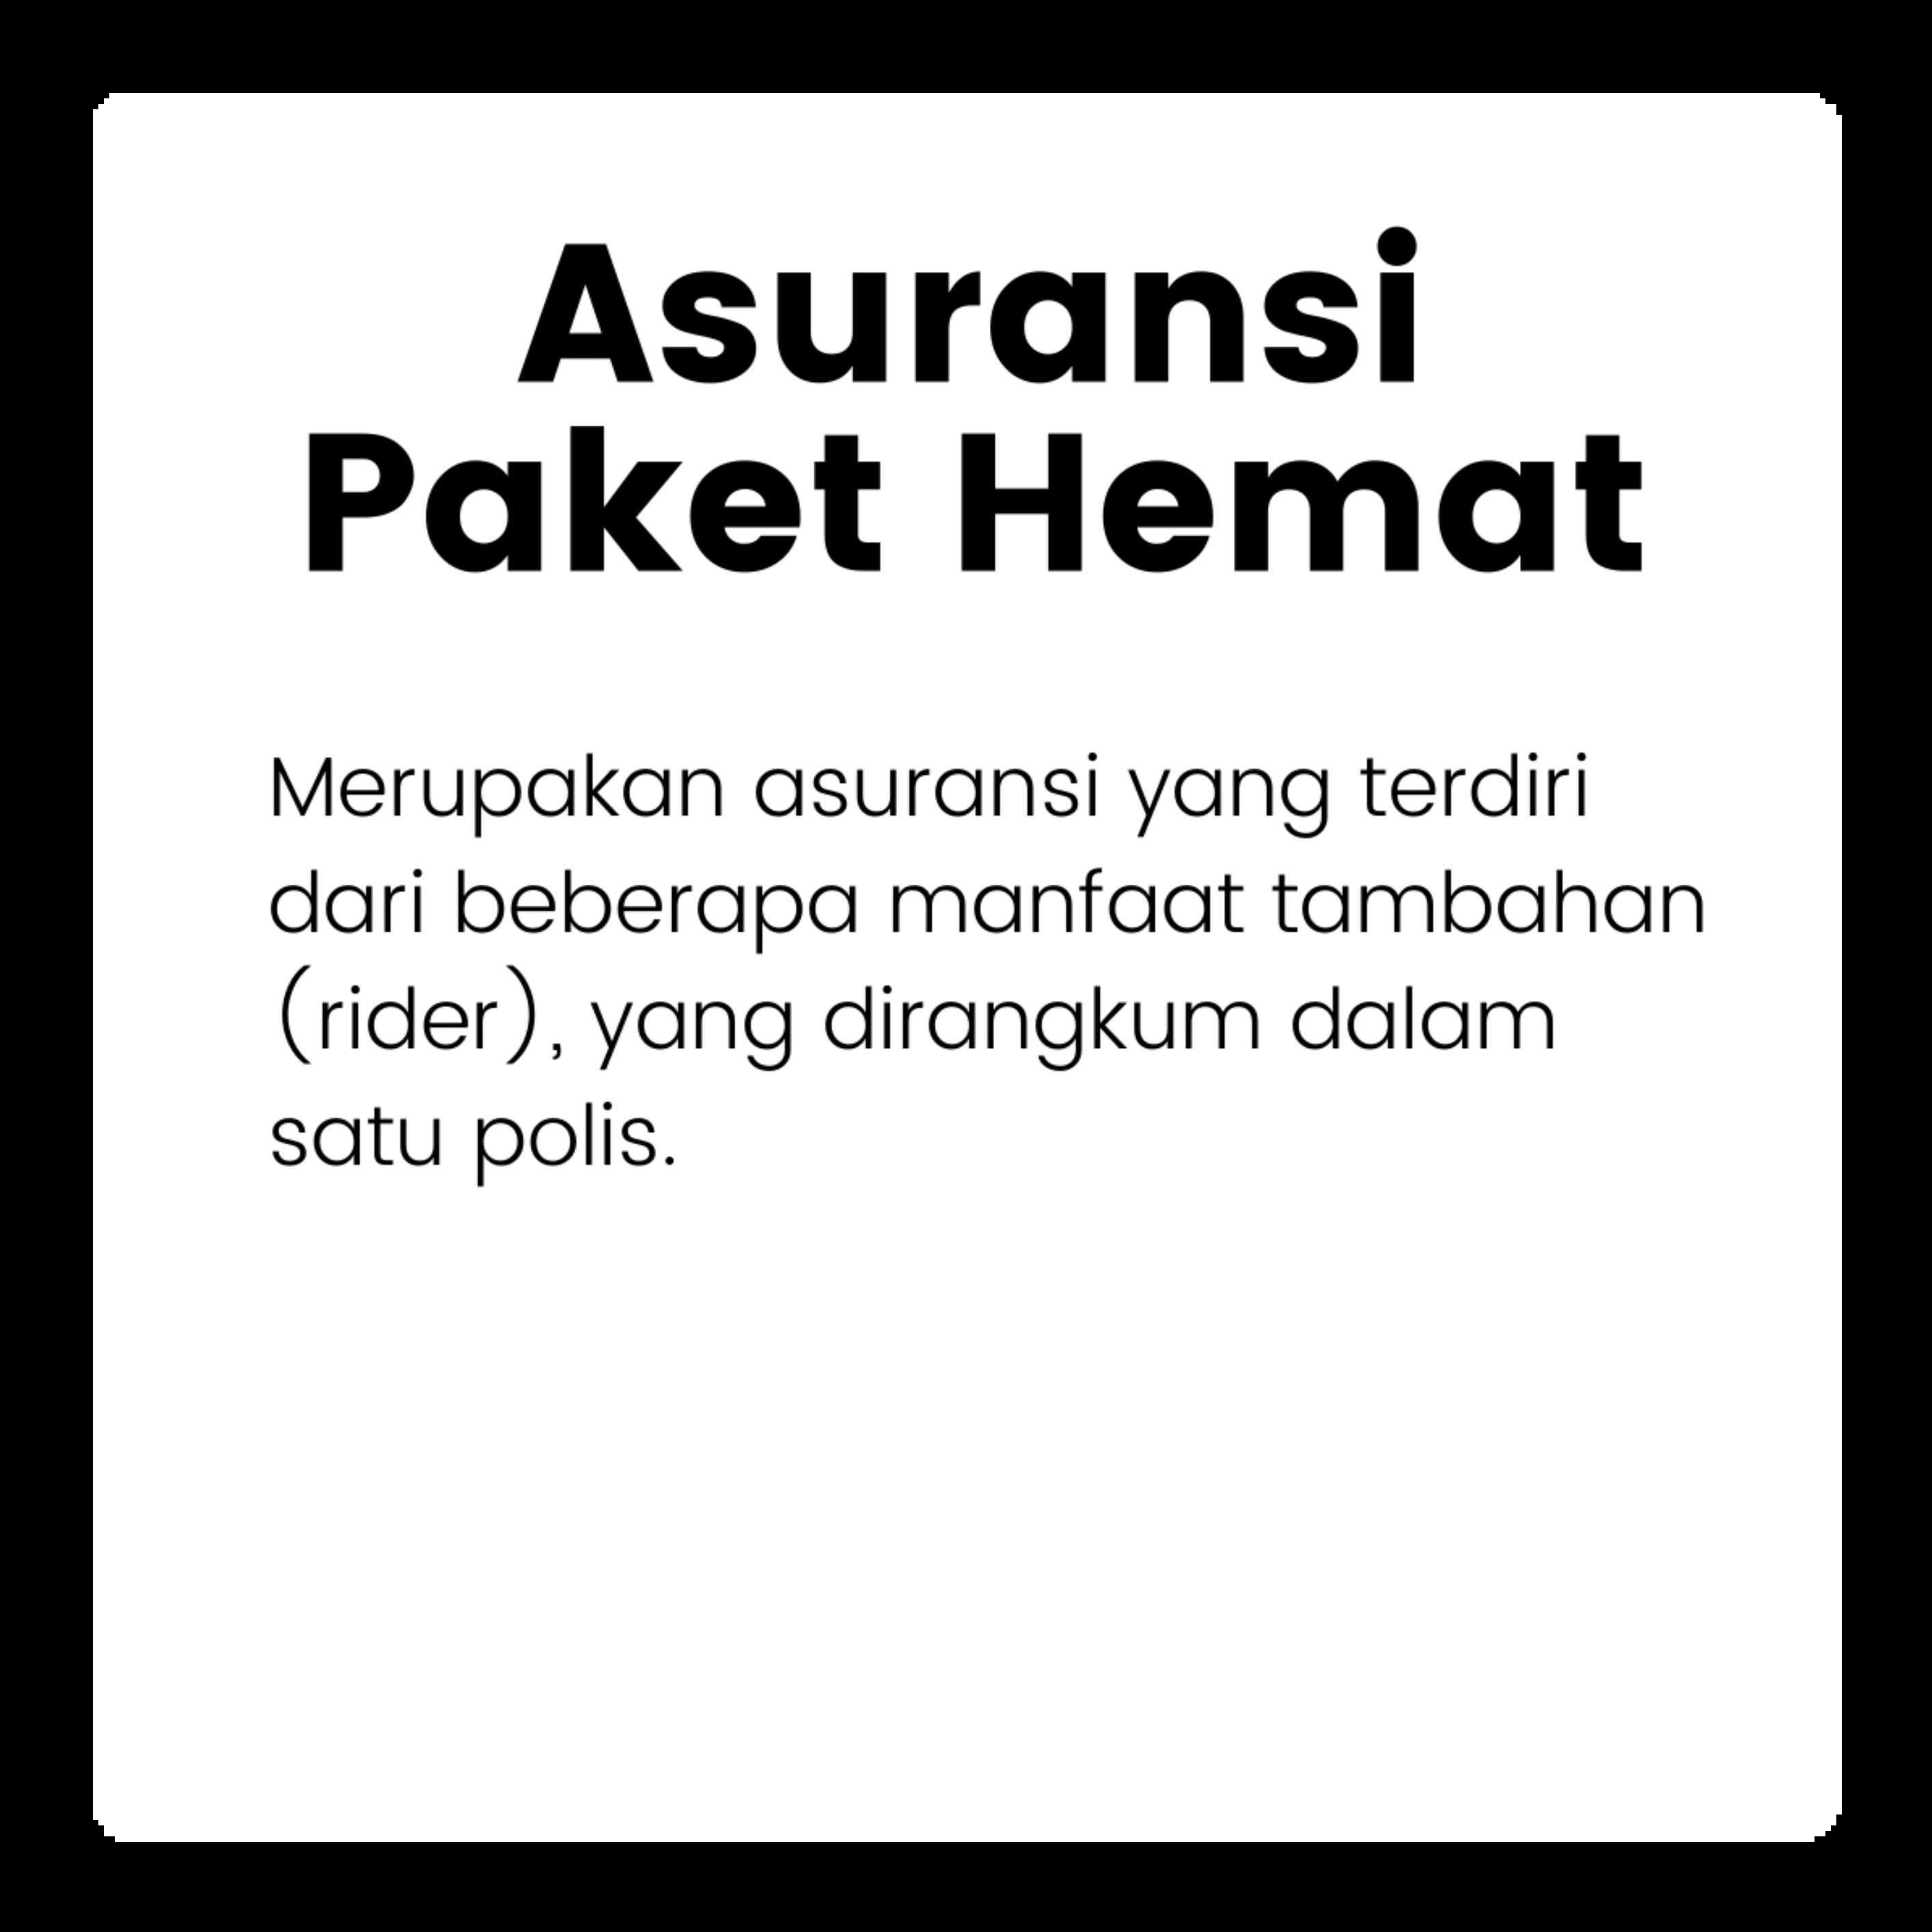 Asuransi
Paket Hemat
Merupakan asuransi yang terdiri
dari beberapa manfaat tambahan
(rider), yang dirangkum dalam
satu polis.